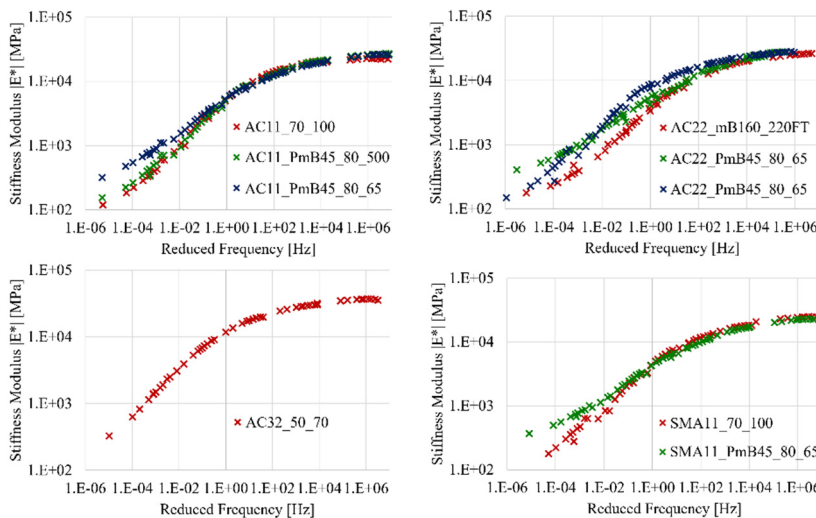 1.E+05
1.E+04
1.E+03
1.E+02
Stiffness Modulus |E*| [MPa]
AC11_70_100
AC11_PmB45_80_500
AC11_PmB45_80_65
1.E-06 1.E-04 1.E-02 1.E+00 1.E+02 1.E+04 1.E+06
Reduced Frequency [Hz]
1.E+05
1.E+04
1.E+03
1.E+02
Stiffness Modulus |E*| [MPa]
AC22_mB160_220FT
AC22_PmB45_80_65
AC22_PmB45_80_65
1.E-06 1.E-04 1.E-02 1.E+00 1.E+02 1.E+04 1.E+06
Reduced Frequency [Hz]
1.E+05
1.E+04
1.E+03
1.E+02
Stiffness Modulus |E*| [MPa]
AC32_50_70
1.E-06 1.E-04 1.E-02 1.E+00 1.E+02 1.E+04 1.E+06
Reduced Frequency [Hz]
1.E+05
1.E+04
1.E+03
1.E+02
Stiffness Modulus |E*| [MPa]
SMA11_70_100
SMA11_PmB45_80_65
1.E-06 1.E-04 1.E-02 1.E+00 1.E+02 1.E+04 1.E+06
Reduced Frequency [Hz]